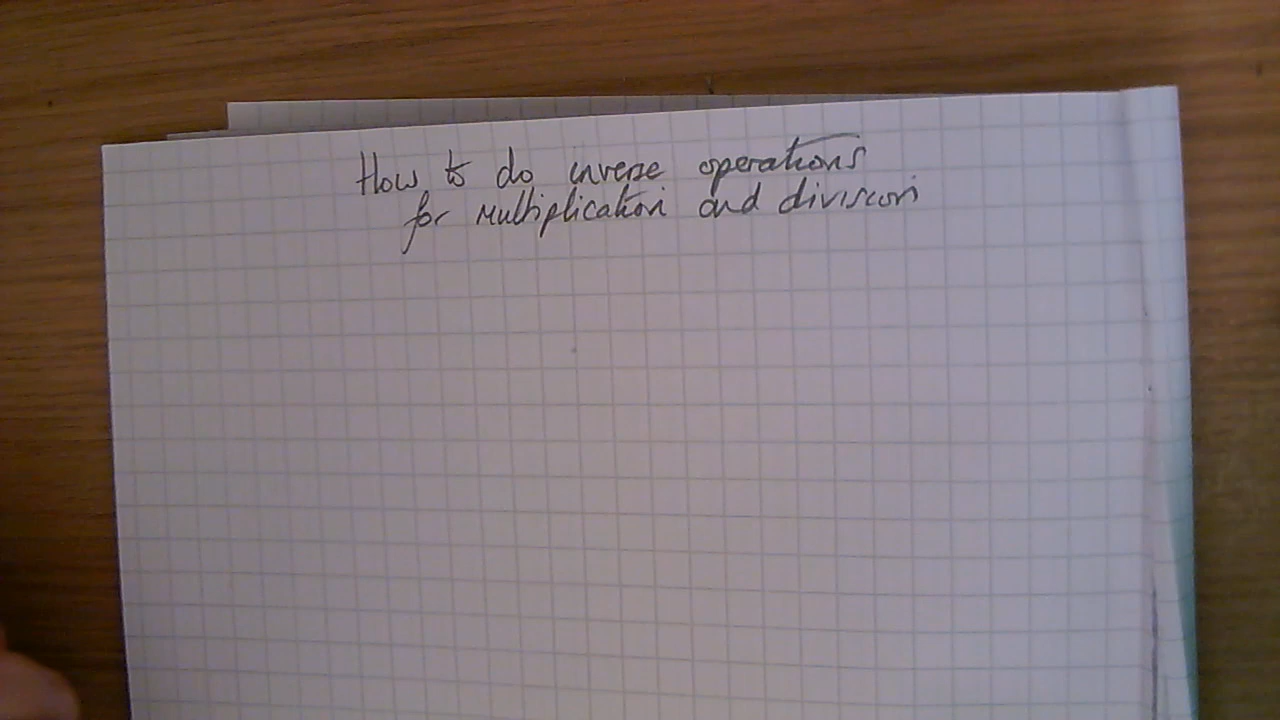 How to do inverse operations
for multiplication and division